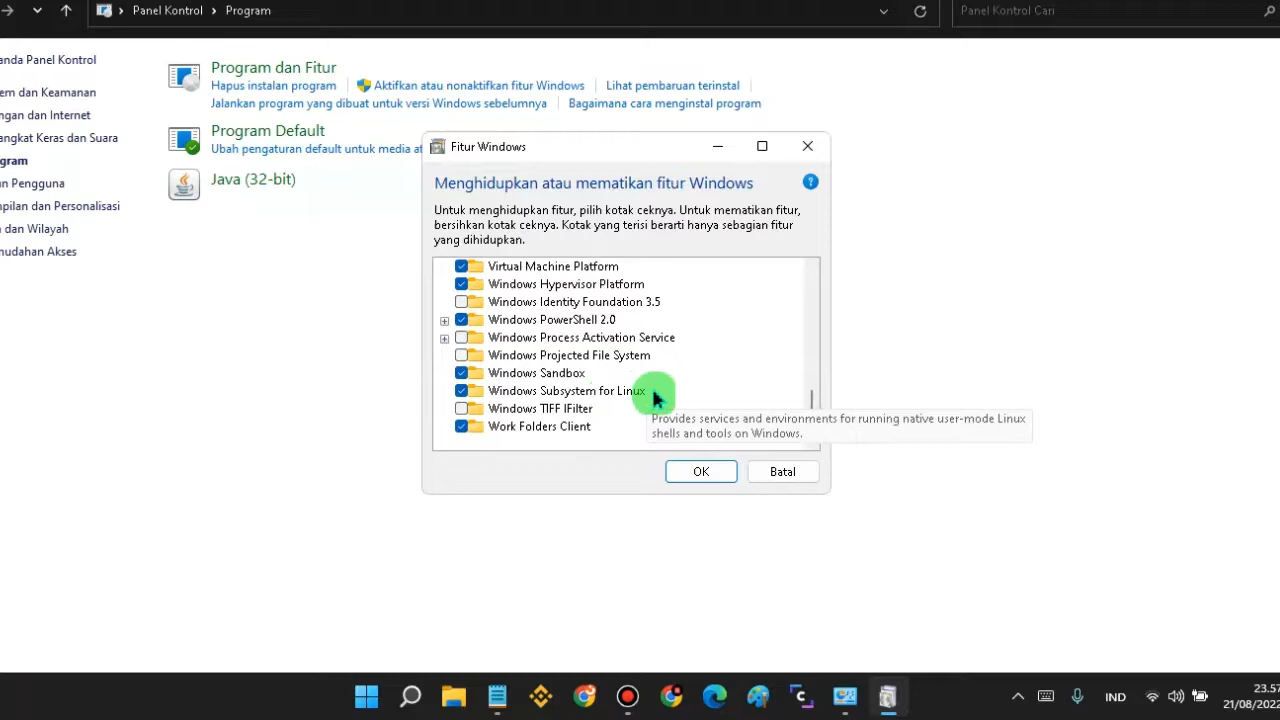 Panel Kontrol > Program
Panel Kontrol Cari
anda Panel Kontrol
em dan Keamanan
ngan dan Internet
angkat Keras dan Suara
gram
n Pengguna
npilan dan Personalisasi
n dan Wilayah
mudahan Akses
Program dan Fitur
Hapus instalan program
Aktifkan atau nonaktifkan fitur Windows
Lihat pembaruan terinstal
Jalankan program yang dibuat untuk versi Windows sebelumnya
Bagaimana cara menginstal program
Program Default
Ubah pengaturan default untuk media at
Java (32-bit)
Fitur Windows
Menghidupkan atau mematikan fitur Windows
Untuk menghidupkan fitur, pilih kotak ceknya. Untuk mematikan fitur,
bersihkan kotak ceknya. Kotak yang terisi berarti hanya sebagian fitur
yang dihidupkan.
Virtual Machine Platform
Windows Hypervisor Platform
Windows Identity Foundation 3.5
Windows PowerShell 2.0
Windows Process Activation Service
Windows Projected File System
Windows Sandbox
Windows Subsystem for Linux
Windows TIFF IFilter
Work Folders Client
Provides services and environments for running native user-mode Linux
shells and tools on Windows.
OK
Batal
IND
23.57
21/08/2022